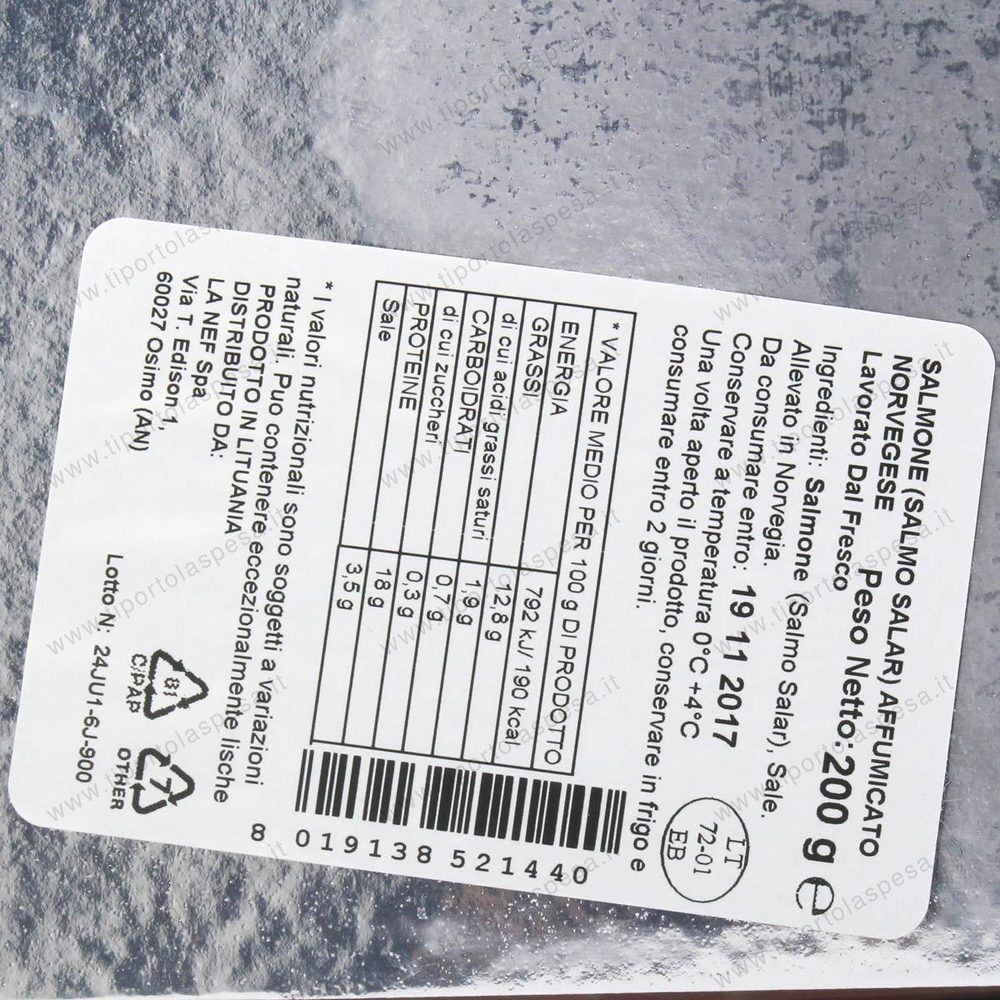 SALMONE (SALMO SALAR) AFFUMICATO
NORVEGESE
Lavorato Dal Fresco
Peso Netto: 200 g e
Ingredienti: Salmone (Salmo Salar), Sale.
Allevato in Norvegia.
Da consumare entro: 19 11 2017
Conservare a temperatura 0°C +4°C
Una volta aperto il prodotto, conservare in frigo e
consumare entro 2 giorni.
LT
72-01
EB
* VALORE MEDIO PER 100 g DI PRODOTTO
ENERGIA 792 kJ/ 190 kcal
GRASSI 12,8 g
di cui acidi grassi saturi 1,9 g
CARBOIDRATI 0,7 g
di cui zuccheri 0,3 g
PROTEINE 18 g
Sale 3,5 g
8 019138 521440
* I valori nutrizionali sono soggetti a variazioni
naturali. Puo contenere eccezionalmente lische
PRODOTTO IN LITUANIA
DISTRIBUITO DA:
LA NEF Spa
Via T. Edison 1,
60027 Osimo (AN)
81
C/PAP
7
OTHER
Lotto N: 24JU1-6J-900
www.tiportolaspesa.it